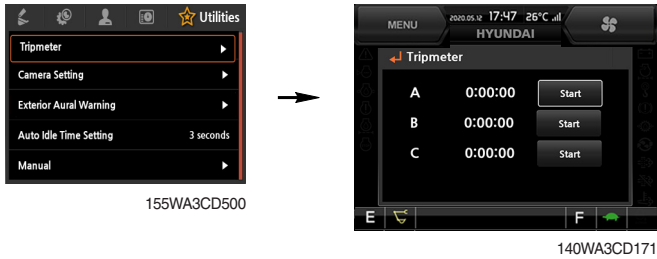 Utilities
Tripmeter
Camera Setting
Exterior Aural Warning
Auto Idle Time Setting 3 seconds
Manual
155WA3CD500
MENU 2020.05.12 17:47 26°C
HYUNDAI
Tripmeter
A 0:00:00 Start
B 0:00:00 Start
C 0:00:00 Start
E F
140WA3CD171